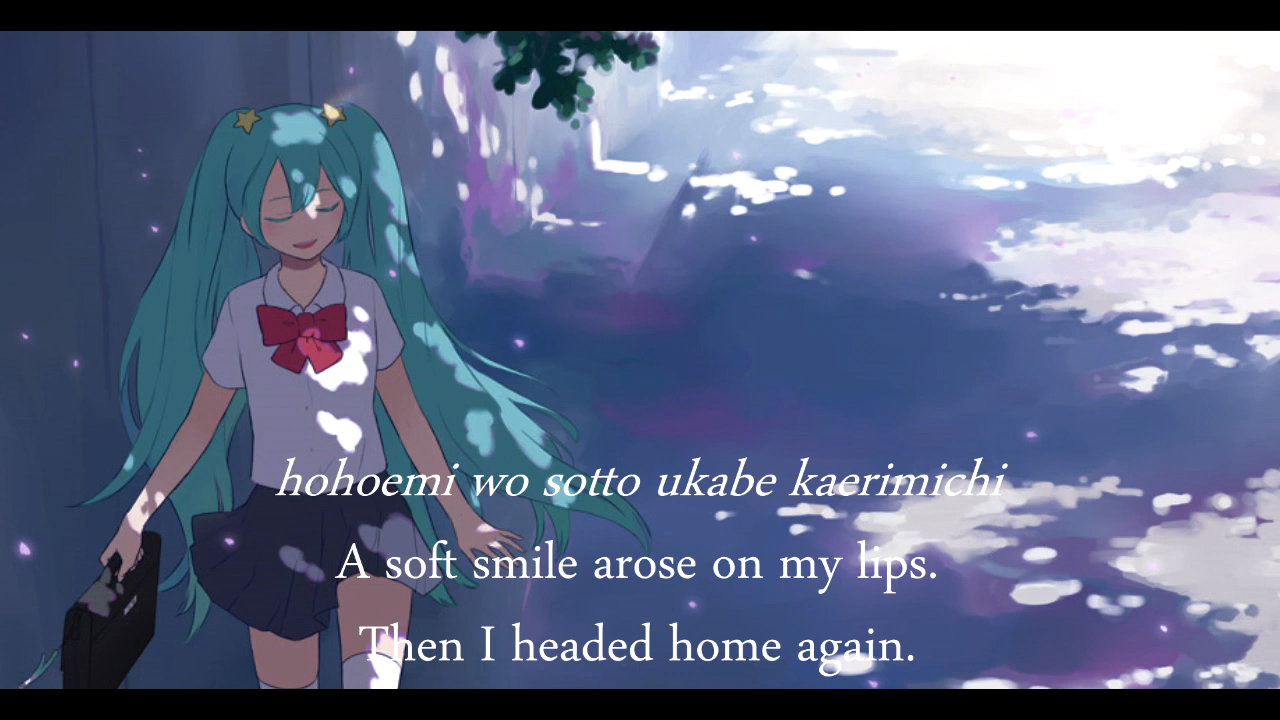 hohoemi wo sotto ukabe kaerimichi
A soft smile arose on my lips.
Then I headed home again.